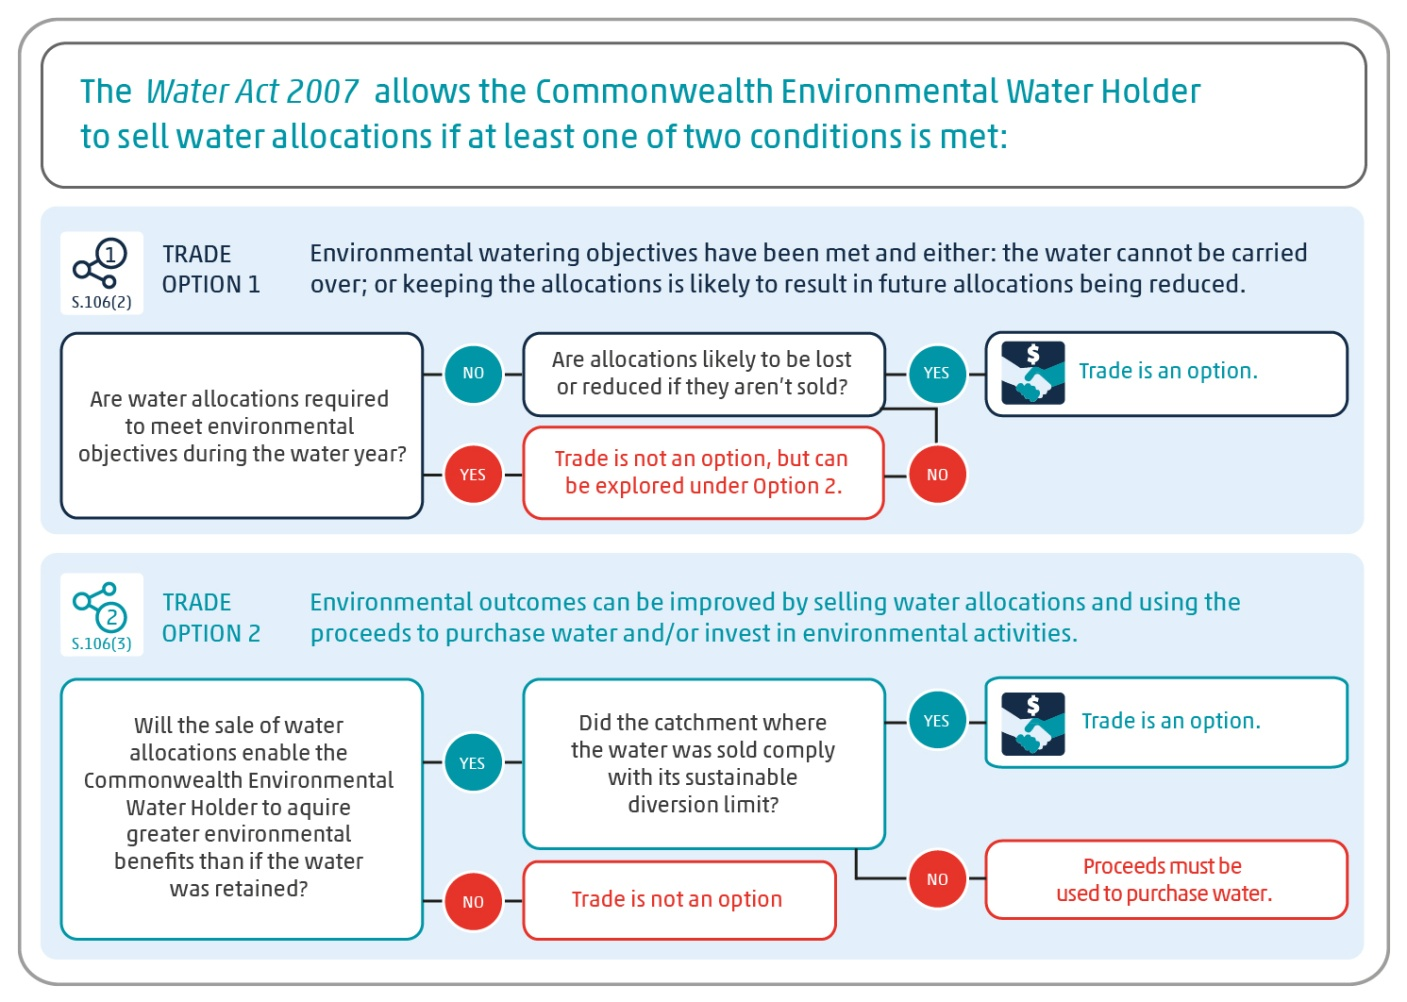 The Water Act 2007 allows the Commonwealth Environmental Water Holder
to sell water allocations if at least one of two conditions is met:
1
S.106(2)
TRADE
OPTION 1
Environmental watering objectives have been met and either: the water cannot be carried
over; or keeping the allocations is likely to result in future allocations being reduced.
Are water allocations required
to meet environmental
objectives during the water year?
NO
Are allocations likely to be lost
or reduced if they aren't sold?
YES
$
Trade is an option.
YES
Trade is not an option, but can
be explored under Option 2.
NO
2
S.106(3)
TRADE
OPTION 2
Environmental outcomes can be improved by selling water allocations and using the
proceeds to purchase water and/or invest in environmental activities.
Will the sale of water
allocations enable the
Commonwealth Environmental
Water Holder to aquire
greater environmental
benefits than if the water
was retained?
YES
Did the catchment where
the water was sold comply
with its sustainable
diversion limit?
YES
$
Trade is an option.
NO
Trade is not an option
NO
Proceeds must be
used to purchase water.